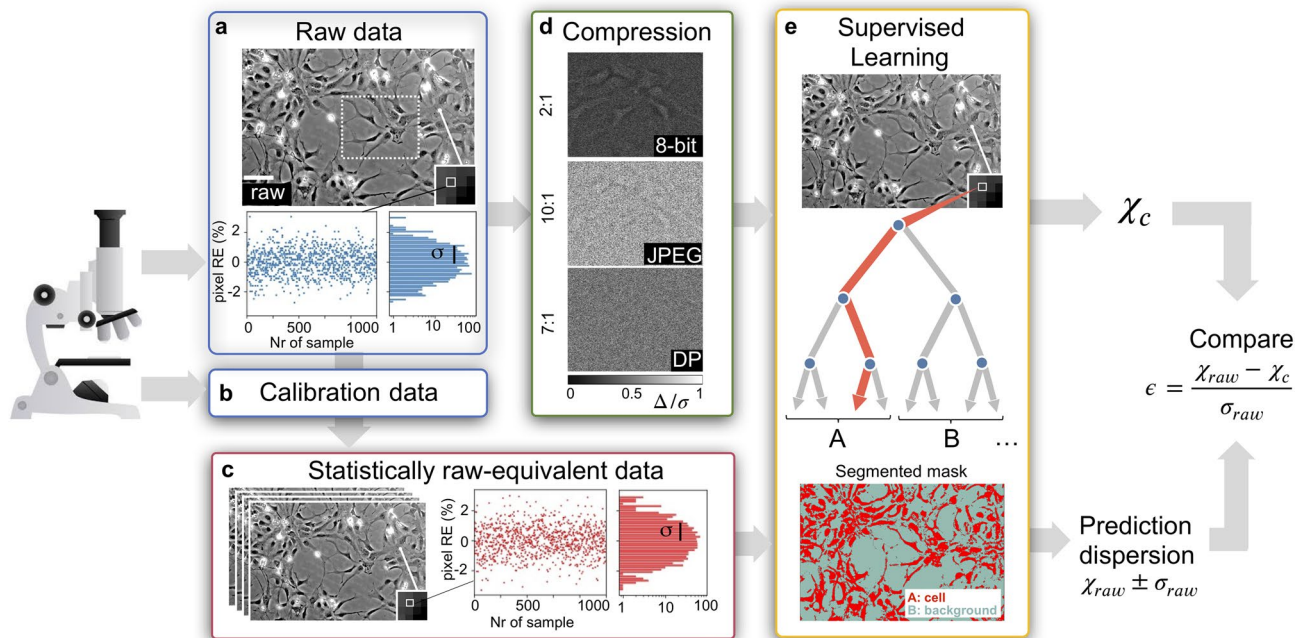 a
Raw data
raw
pixel RE (%)
2
0
-2
σ
0
500
1000
1
10
100
Nr of sample
b
Calibration data
c
Statistically raw-equivalent data
pixel RE (%)
2
0
-2
σ
0
500
1000
1
10
100
Nr of sample
d
Compression
2:1
8-bit
10:1
JPEG
7:1
DP
0
0.5
1
Δ/σ
e
Supervised
Learning
A
B
...
Segmented mask
A: cell
B: background
χc
Compare
ϵ = (χraw − χc) / σraw
Prediction
dispersion
χraw ± σraw